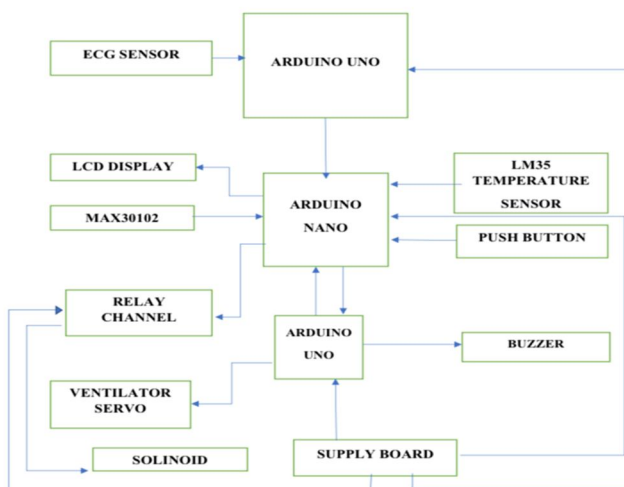 ECG SENSOR
ARDUINO UNO
LCD DISPLAY
MAX30102
ARDUINO
NANO
LM35
TEMPERATURE
SENSOR
PUSH BUTTON
RELAY
CHANNEL
ARDUINO
UNO
BUZZER
VENTILATOR
SERVO
SOLINOID
SUPPLY BOARD